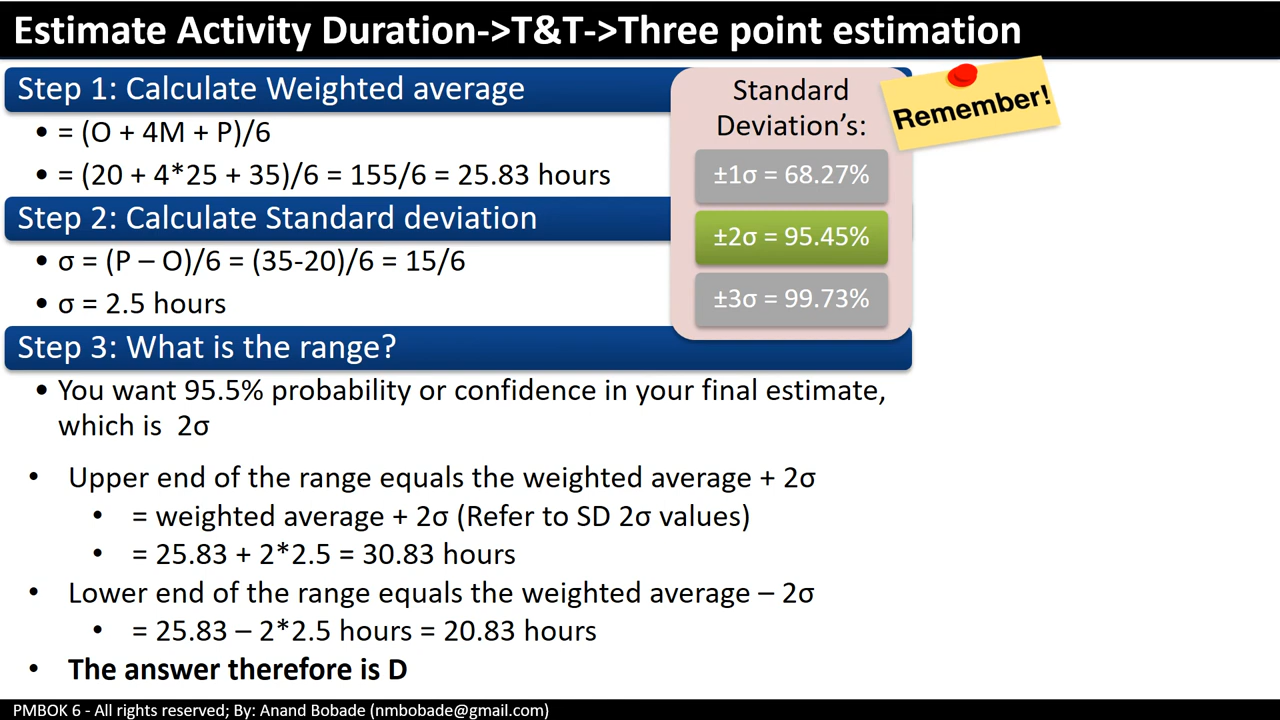 Estimate Activity Duration->T&T->Three point estimation
Step 1: Calculate Weighted average
• = (O + 4M + P)/6
• = (20 + 4*25 + 35)/6 = 155/6 = 25.83 hours
Step 2: Calculate Standard deviation
• σ = (P – O)/6 = (35-20)/6 = 15/6
• σ = 2.5 hours
Standard
Deviation’s:
±1σ = 68.27%
±2σ = 95.45%
±3σ = 99.73%
Remember!
Step 3: What is the range?
• You want 95.5% probability or confidence in your final estimate,
which is 2σ
• Upper end of the range equals the weighted average + 2σ
• = weighted average + 2σ (Refer to SD 2σ values)
• = 25.83 + 2*2.5 = 30.83 hours
• Lower end of the range equals the weighted average – 2σ
• = 25.83 – 2*2.5 hours = 20.83 hours
• The answer therefore is D
PMBOK 6 - All rights reserved; By: Anand Bobade (nmbobade@gmail.com)